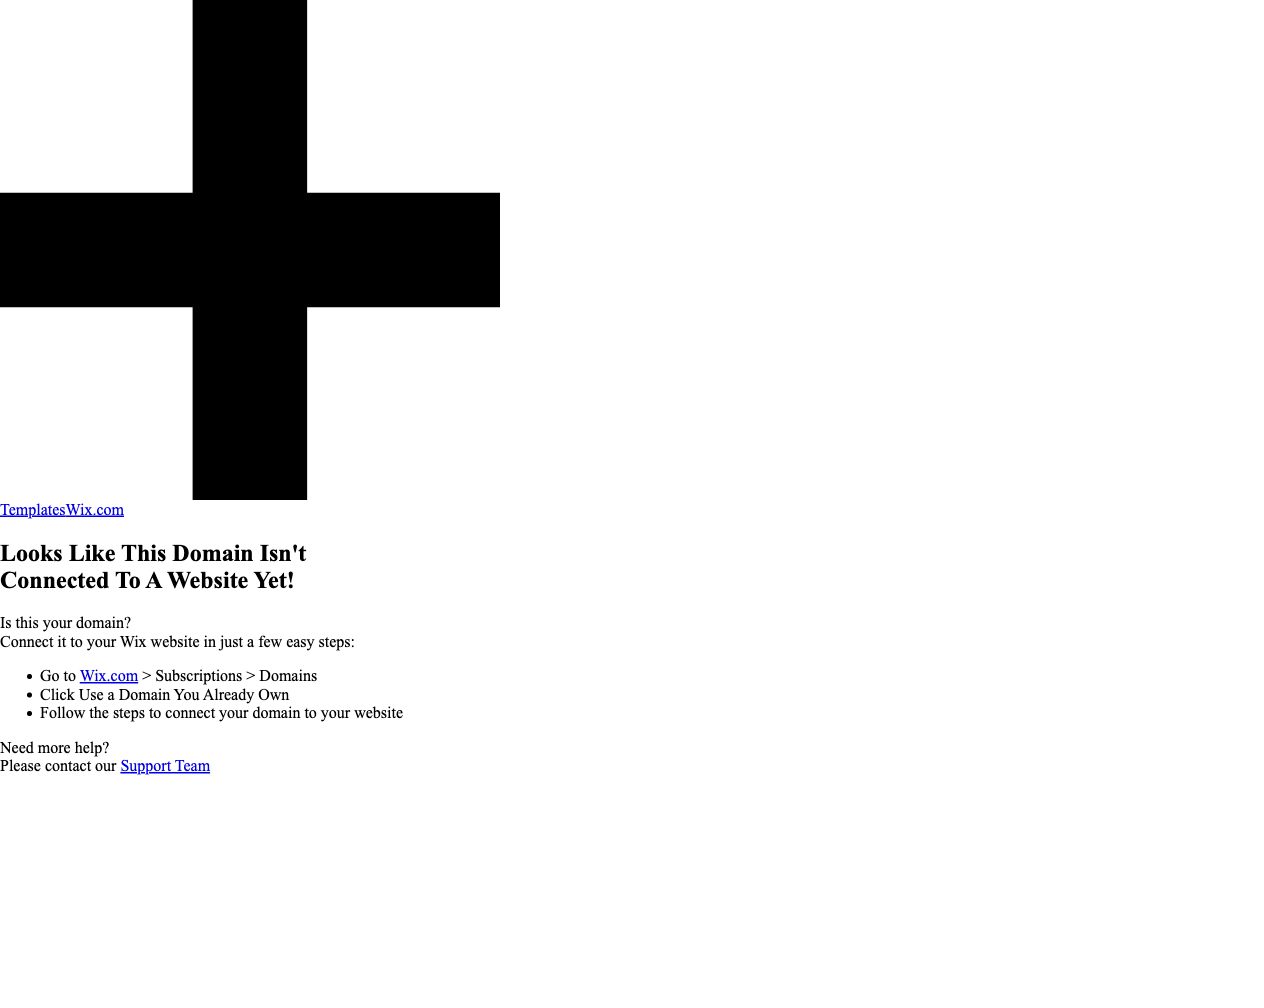 TemplatesWix.com
Looks Like This Domain Isn't
Connected To A Website Yet!
Is this your domain?
Connect it to your Wix website in just a few easy steps:
Go to Wix.com > Subscriptions > Domains
Click Use a Domain You Already Own
Follow the steps to connect your domain to your website
Need more help?
Please contact our Support Team